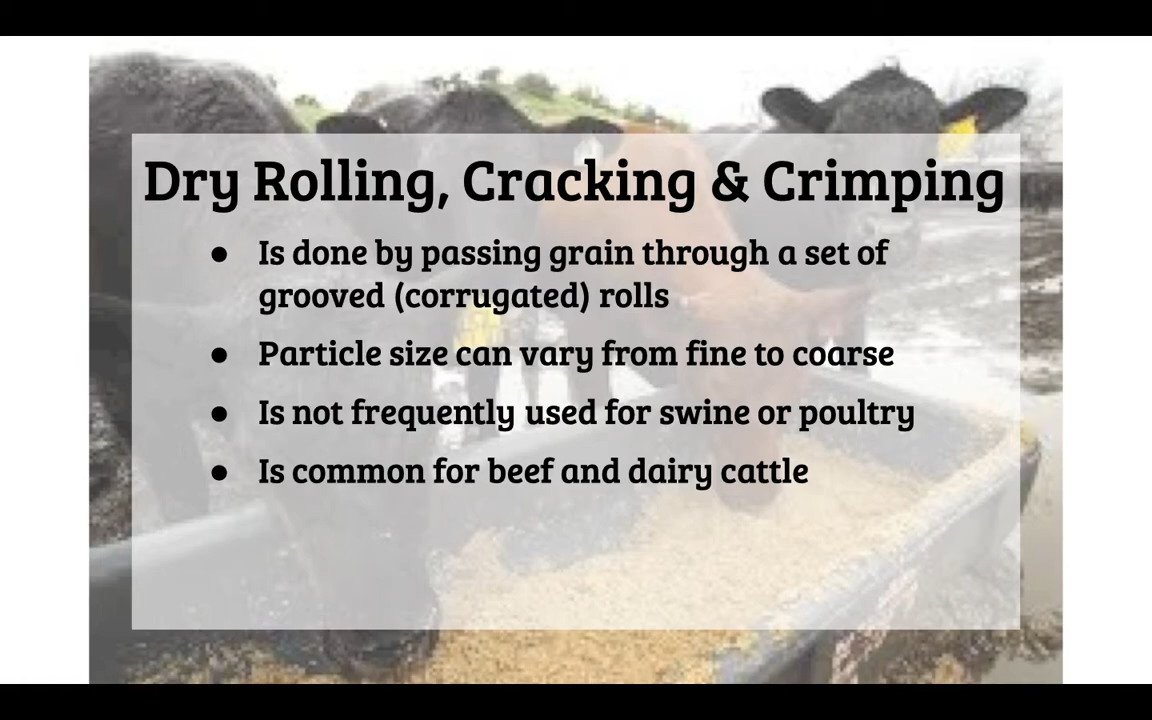 Dry Rolling, Cracking & Crimping
● Is done by passing grain through a set of
grooved (corrugated) rolls
● Particle size can vary from fine to coarse
● Is not frequently used for swine or poultry
● Is common for beef and dairy cattle